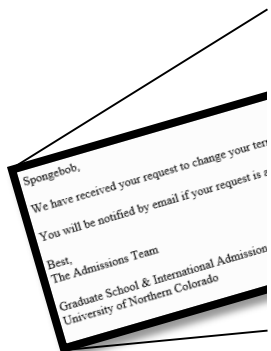 Spongebob,
We have received your request to change your
You will be notified by email if your request is
Best,
The Admissions Team
Graduate School & International
University of Northern Colorado